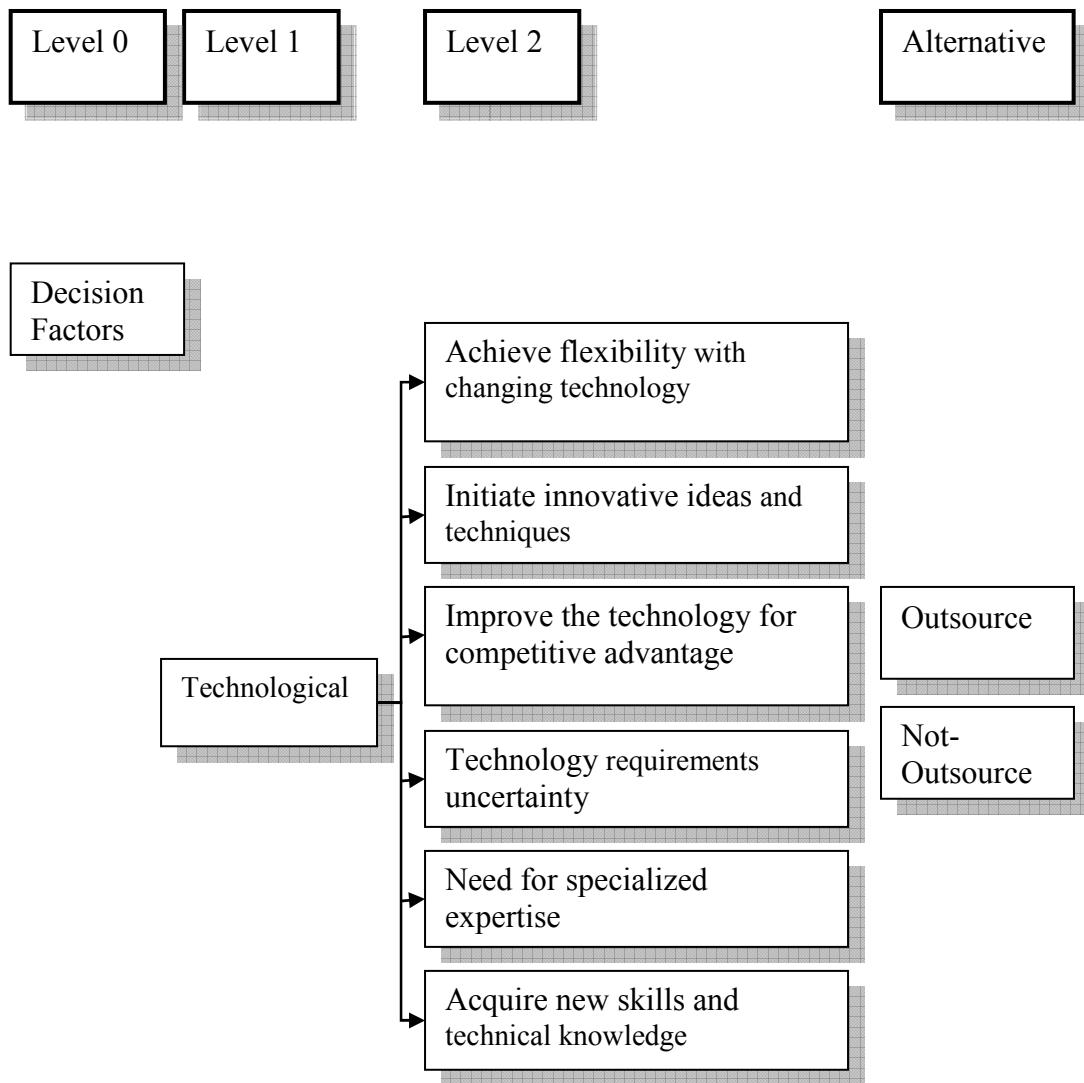 Level 0
Level 1
Level 2
Alternative
Decision
Factors
Achieve flexibility with
changing technology
Initiate innovative ideas and
techniques
Improve the technology for
competitive advantage
Outsource
Technological
Not-
Outsource
Technology requirements
uncertainty
Need for specialized
expertise
Acquire new skills and
technical knowledge